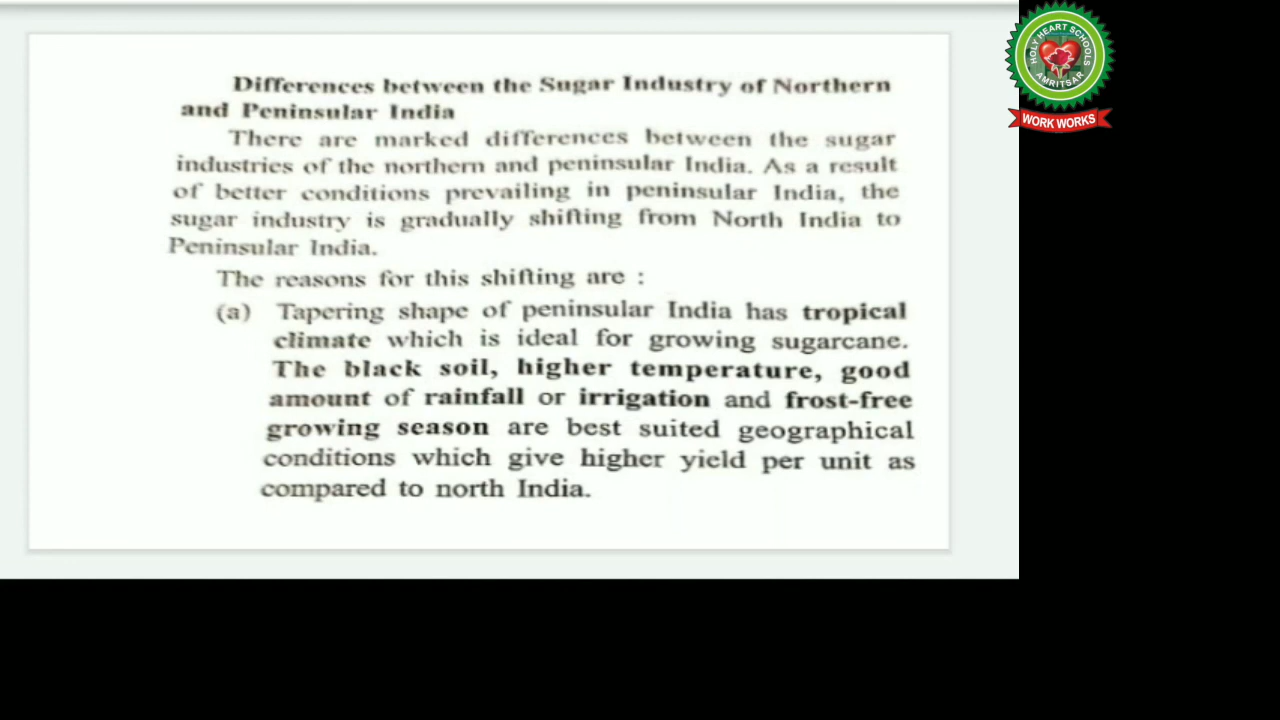 Differences between the Sugar Industry of Northern
and Peninsular India
There are marked differences between the sugar
industries of the northern and peninsular India. As a result
of better conditions prevailing in peninsular India, the
sugar industry is gradually shifting from North India to
Peninsular India.
The reasons for this shifting are :
(a) Tapering shape of peninsular India has tropical
climate which is ideal for growing sugarcane.
The black soil, higher temperature, good
amount of rainfall or irrigation and frost-free
growing season are best suited geographical
conditions which give higher yield per unit as
compared to north India.
HOLY HEART SCHOOLS
AMRITSAR
WORK WORKS